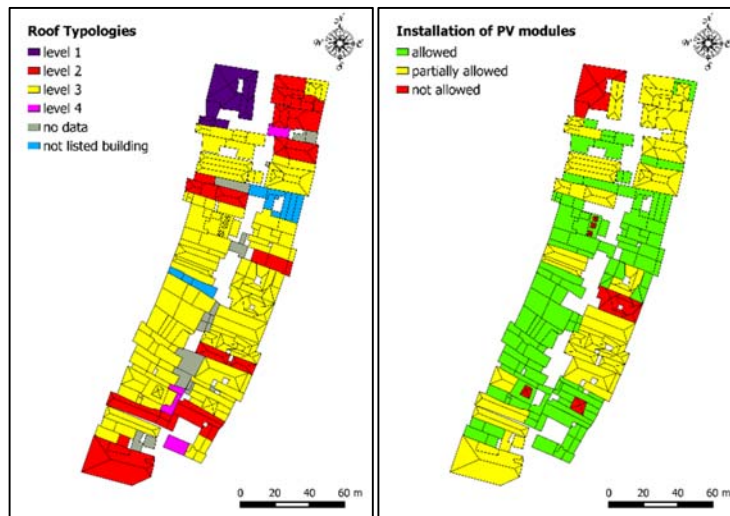 Roof Typologies
level 1
level 2
level 3
level 4
no data
not listed building
N
W
E
S
0 20 40 60 m
Installation of PV modules
allowed
partially allowed
not allowed
N
W
E
S
0 20 40 60 m